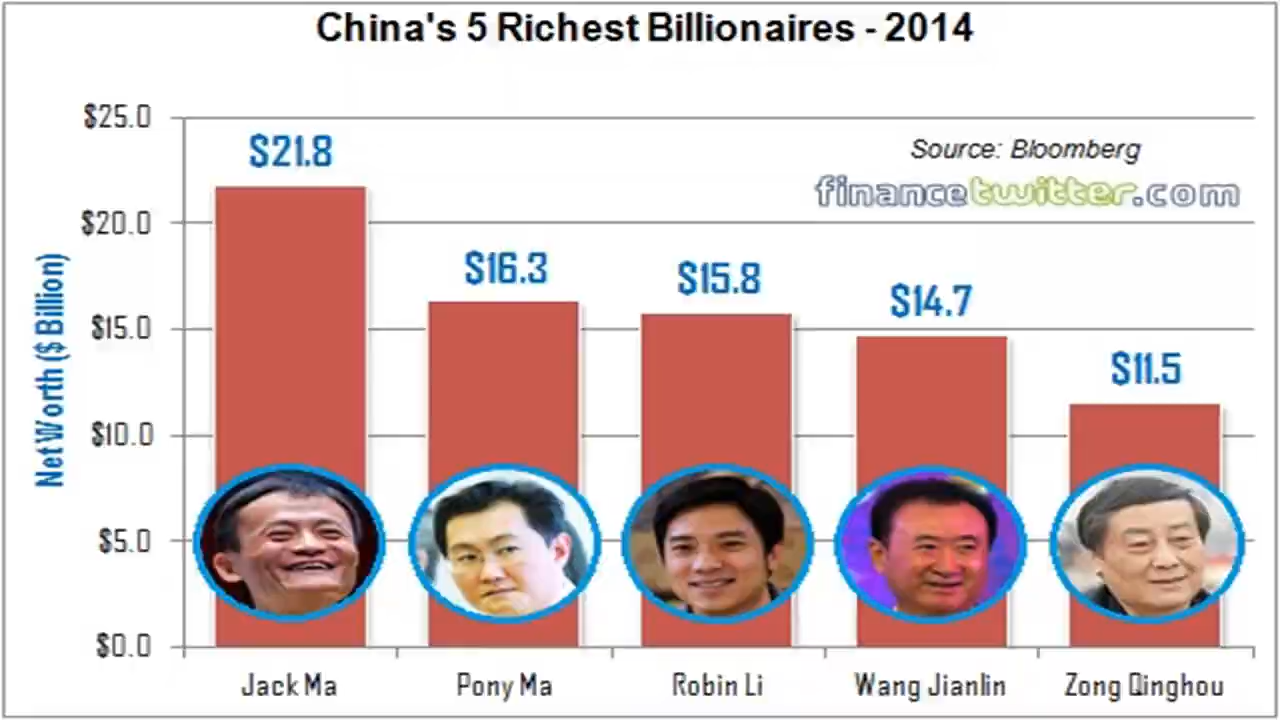 China's 5 Richest Billionaires - 2014
$25.0
$20.0
$15.0
$10.0
$5.0
$0.0
Net Worth ($ Billion)
$21.8
$16.3
$15.8
$14.7
$11.5
Source: Bloomberg
financetwitter.com
Jack Ma
Pony Ma
Robin Li
Wang Jianlin
Zong Qinghou